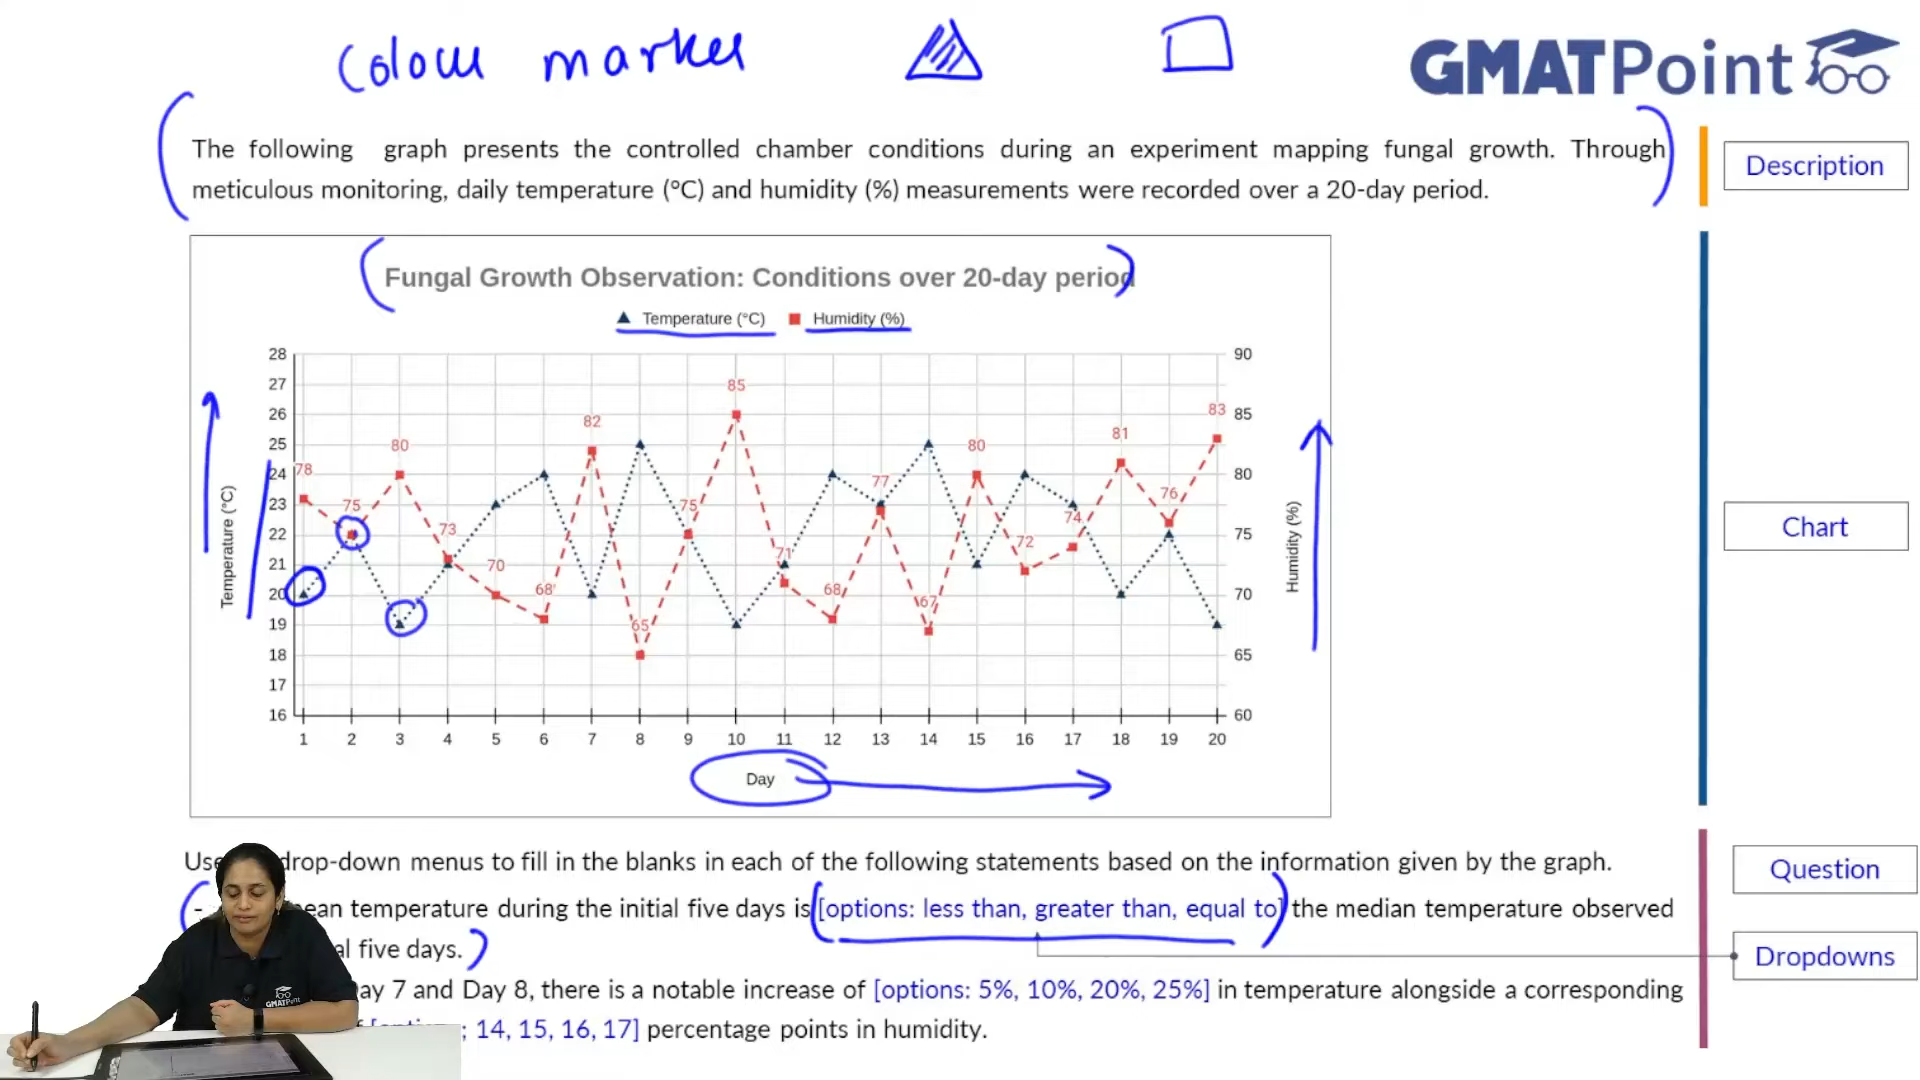 Colour marker
GMATPoint
The following graph presents the controlled chamber conditions during an experiment mapping fungal growth. Through
meticulous monitoring, daily temperature (°C) and humidity (%) measurements were recorded over a 20-day period.
Description
Fungal Growth Observation: Conditions over 20-day period
Temperature (°C) Humidity (%)
28 27 26 25 24 23 22 21 20 19 18 17 16
Temperature (°C)
78 75 80 73 70 68 82 65 75 85 71 68 77 67 80 72 74 81 76 83
90 85 80 75 70 65 60
Humidity (%)
1 2 3 4 5 6 7 8 9 10 11 12 13 14 15 16 17 18 19 20
Day
Chart
Use drop-down menus to fill in the blanks in each of the following statements based on the information given by the graph.
Question
temperature during the initial five days is [options: less than, greater than, equal to] the median temperature observed
five days.
Dropdowns
7 and Day 8, there is a notable increase of [options: 5%, 10%, 20%, 25%] in temperature alongside a corresponding
14, 15, 16, 17] percentage points in humidity.
GMATPoint